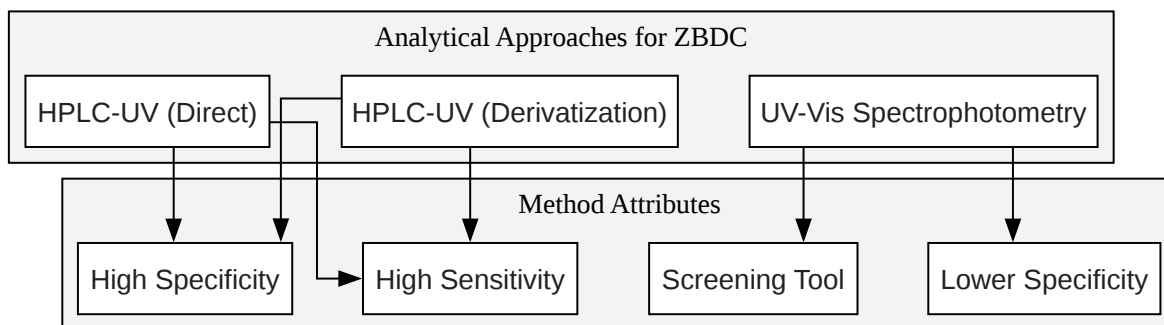 Analytical Approaches for ZBDC
HPLC-UV (Direct)
HPLC-UV (Derivatization)
UV-Vis Spectrophotometry
Method Attributes
High Specificity
High Sensitivity
Screening Tool
Lower Specificity